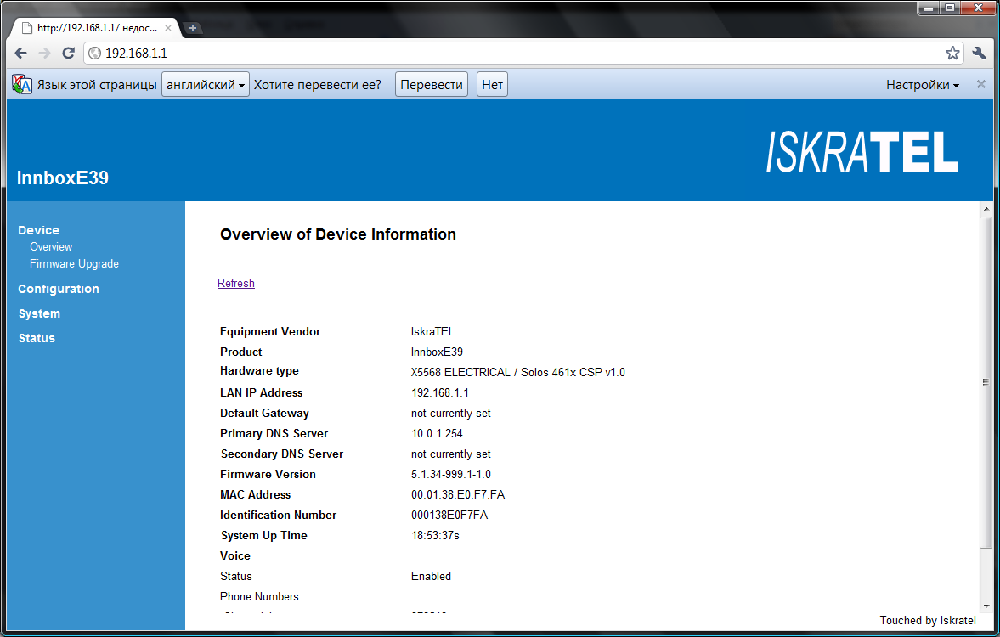 http://192.168.1.1/ недос...
192.168.1.1
Язык этой страницы английский Хотите перевести ее? Перевести Нет Настройки
ISKRATEL
InnboxE39
Device
Overview
Firmware Upgrade
Configuration
System
Status
Overview of Device Information
Refresh
Equipment Vendor IskraTEL
Product InnboxE39
Hardware type X5568 ELECTRICAL / Solos 461x CSP v1.0
LAN IP Address 192.168.1.1
Default Gateway not currently set
Primary DNS Server 10.0.1.254
Secondary DNS Server not currently set
Firmware Version 5.1.34-999.1-1.0
MAC Address 00:01:38:E0:F7:FA
Identification Number 000138E0F7FA
System Up Time 18:53:37s
Voice
Status Enabled
Phone Numbers
Touched by Iskratel